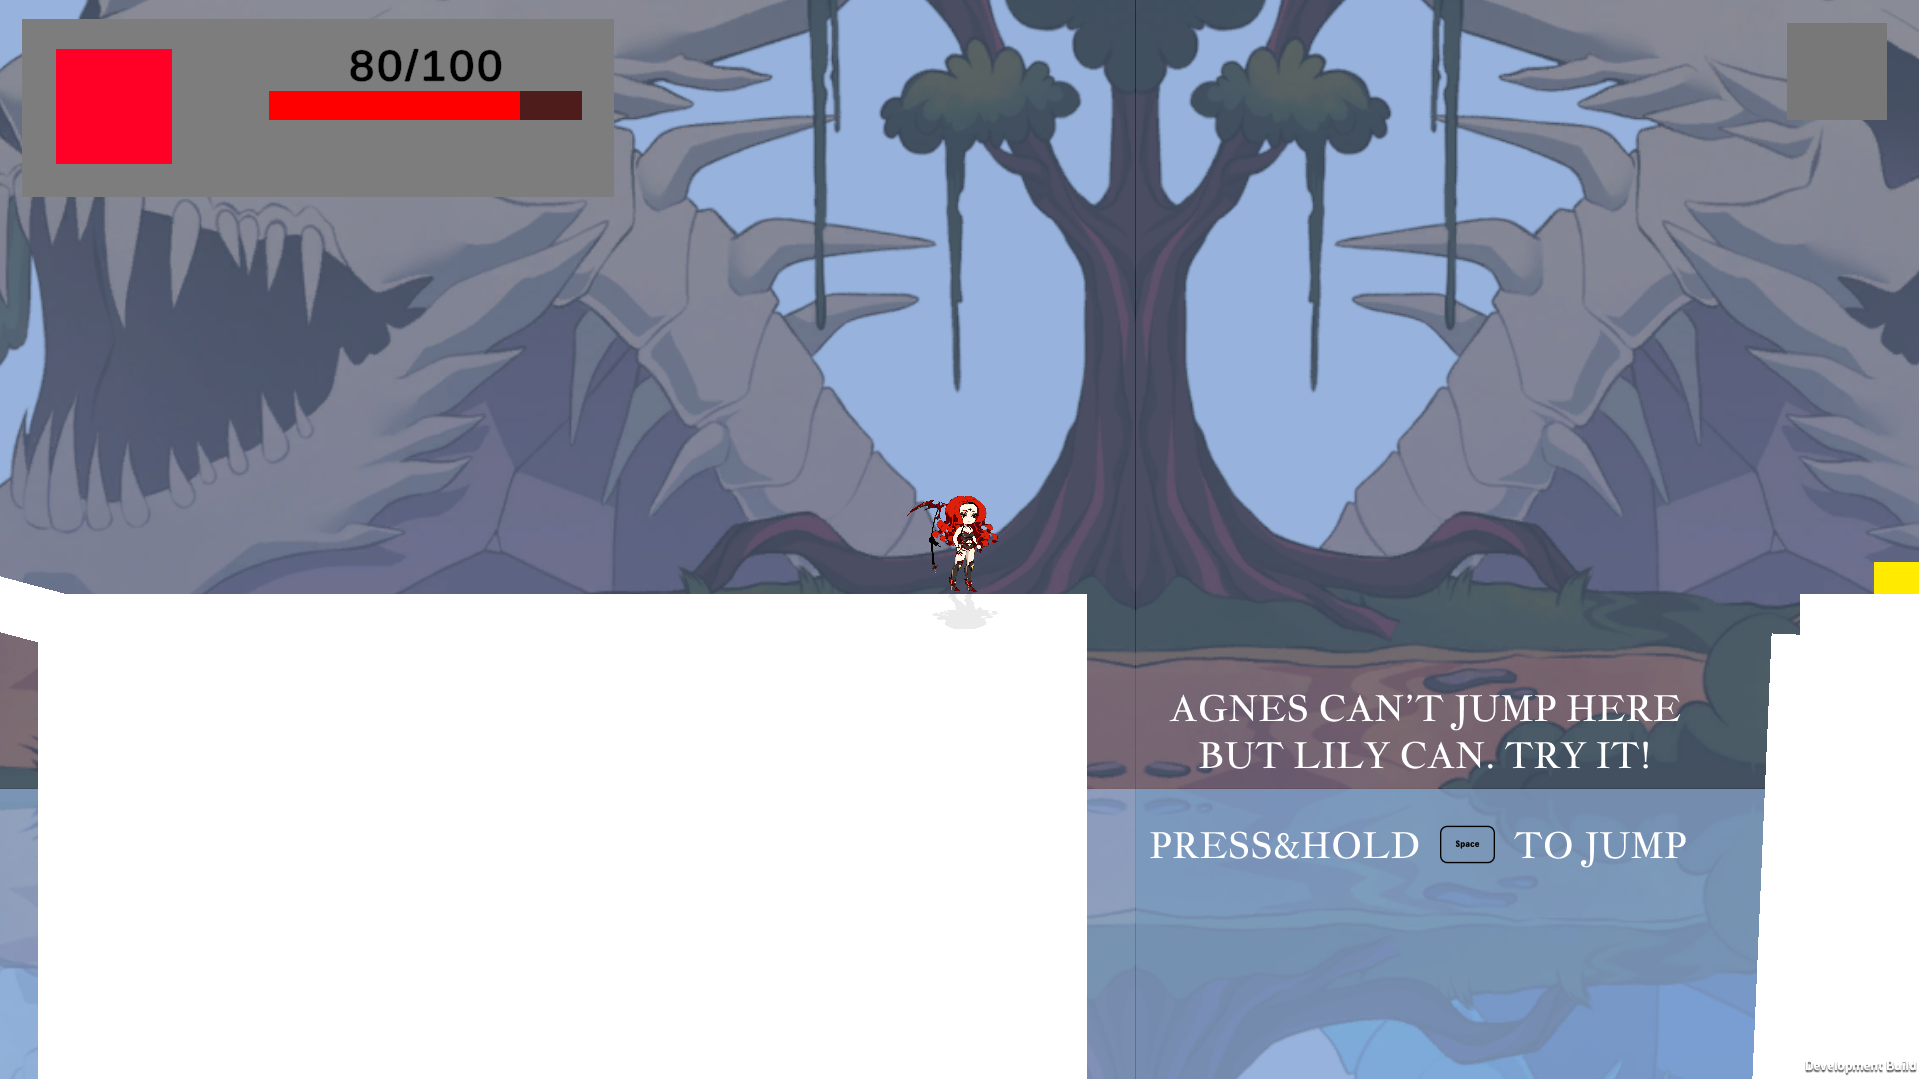 80/100
AGNES CAN'T JUMP HERE
BUT LILY CAN. TRY IT!
PRESS&HOLD Space TO JUMP
Development Build